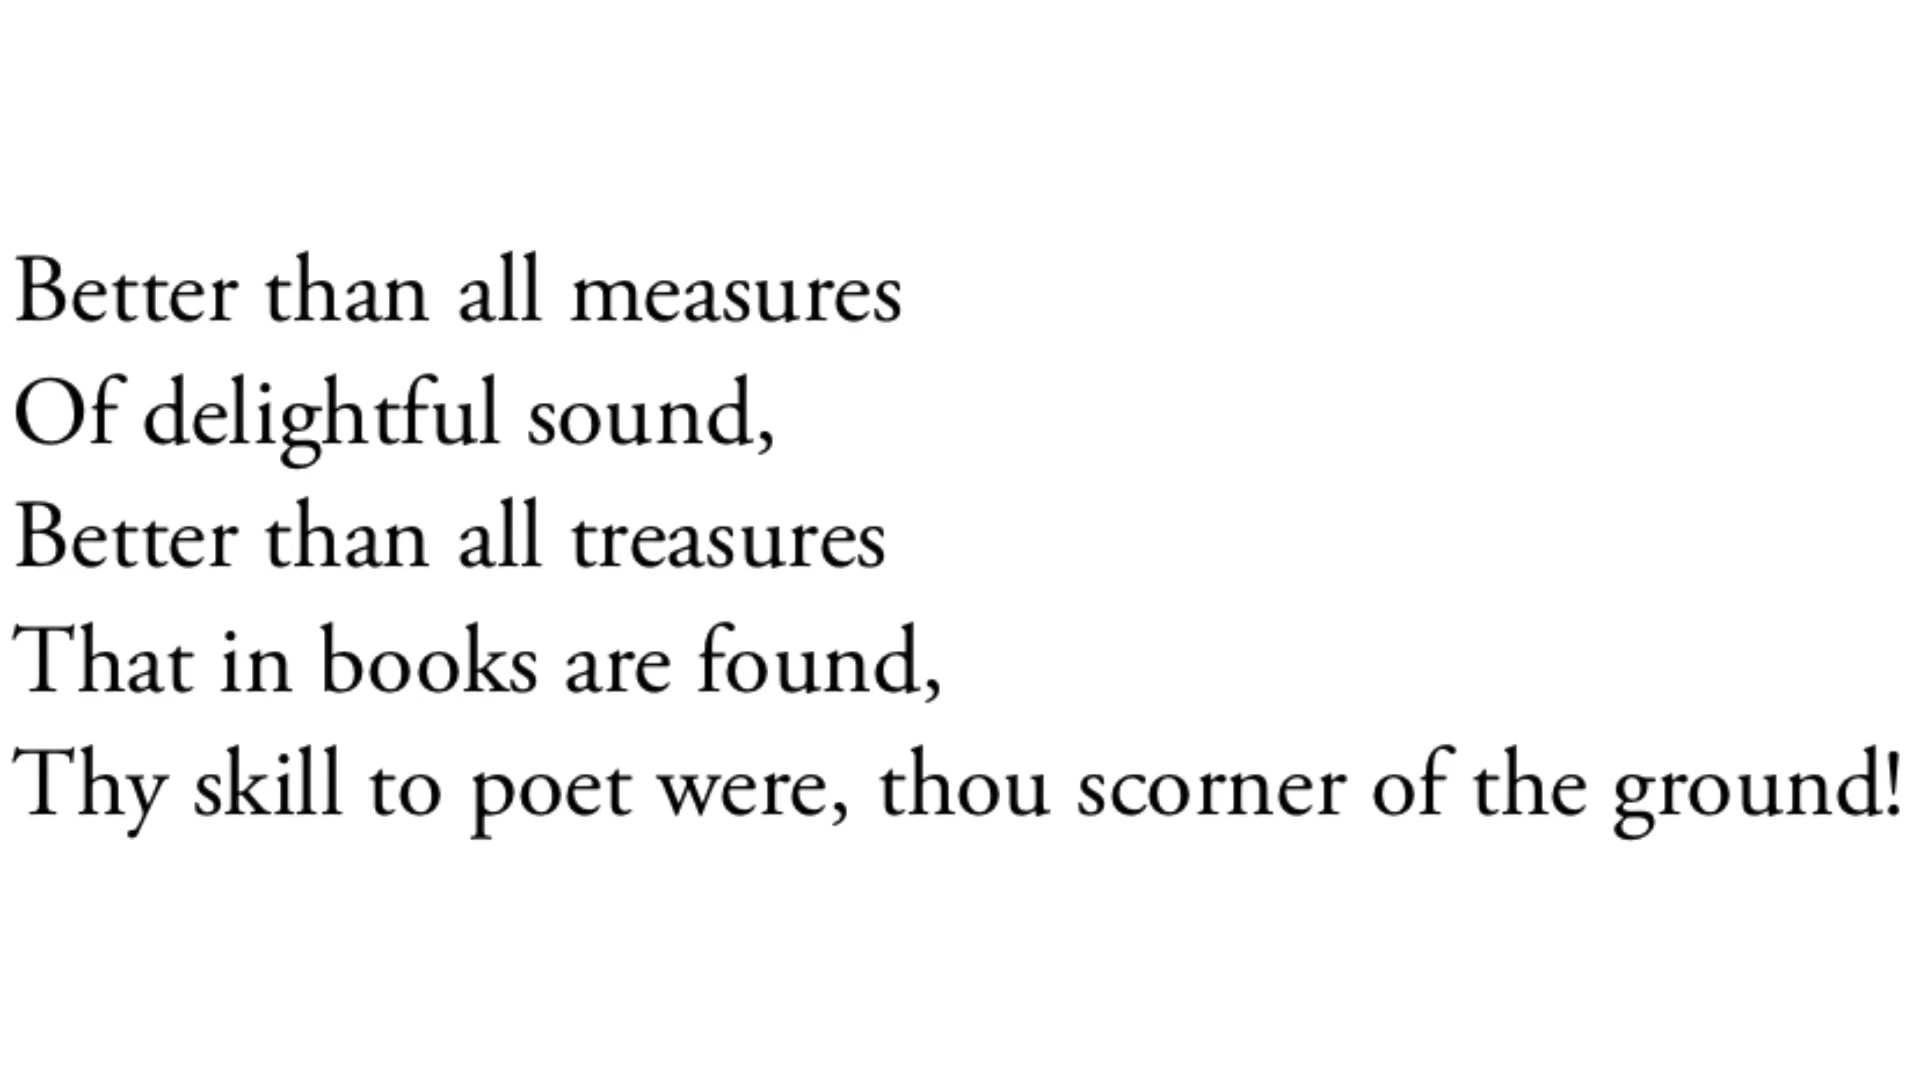 Better than all measures
Of delightful sound,
Better than all treasures
That in books are found,
Thy skill to poet were, thou scorner of the ground!